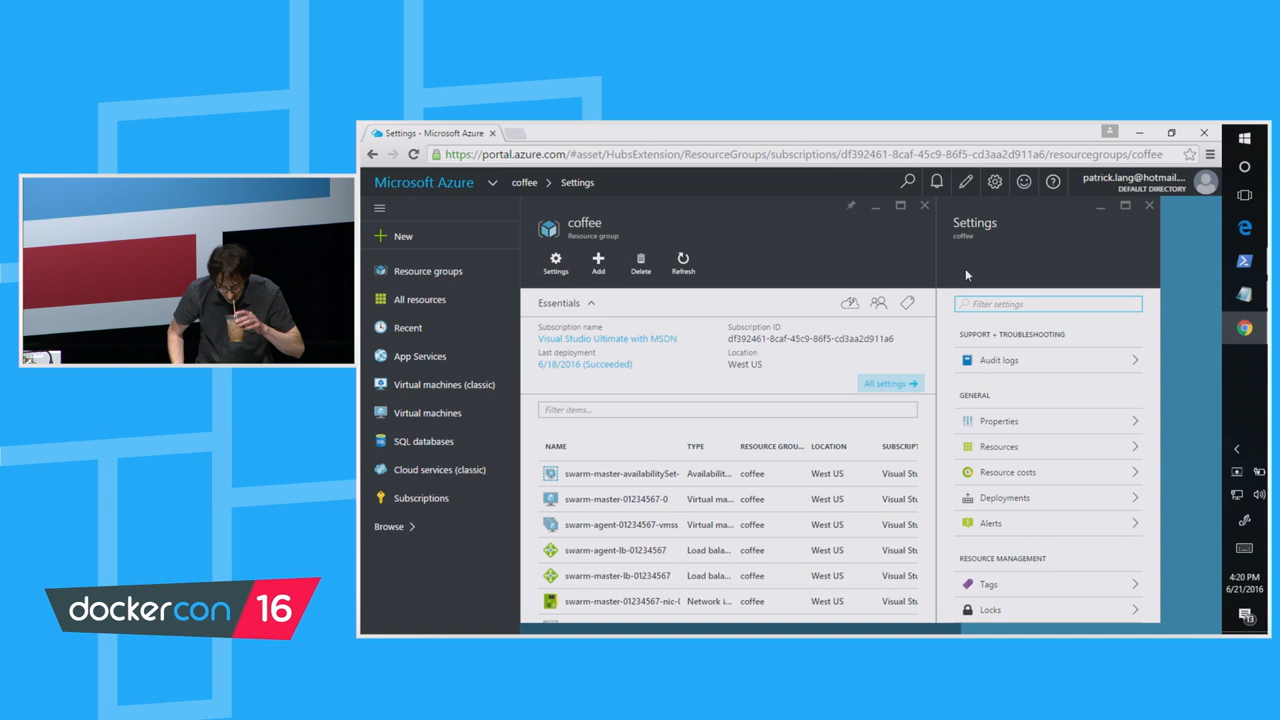 Settings - Microsoft Azure
https://portal.azure.com/#asset/HubsExtension/ResourceGroups/subscriptions/df392461-8caf-45c9-86f5-cd3aa2d911a6/resourcegroups/coffee
Microsoft Azure
coffee > Settings
patrick.lang@hotmail....
DEFAULT DIRECTORY
New
Resource groups
All resources
Recent
App Services
Virtual machines (classic)
Virtual machines
SQL databases
Cloud services (classic)
Subscriptions
Browse >
coffee
Resource group
Settings Add Delete Refresh
Essentials
Subscription name
Visual Studio Ultimate with MSDN
Last deployment
6/18/2016 (Succeeded)
Subscription ID
df392461-8caf-45c9-86f5-cd3aa2d911a6
Location
West US
All settings →
Filter items...
NAME TYPE RESOURCE GROU... LOCATION SUBSCRIPT
swarm-master-availabilitySet- Availabilit... coffee West US Visual Stu
swarm-master-01234567-0 Virtual ma... coffee West US Visual Stu
swarm-agent-01234567-vmss Virtual ma... coffee West US Visual Stu
swarm-agent-lb-01234567 Load bala... coffee West US Visual Stu
swarm-master-lb-01234567 Load bala... coffee West US Visual Stu
swarm-master-01234567-nic-( Network i... coffee West US Visual Stu
Settings
coffee
Filter settings
SUPPORT + TROUBLESHOOTING
Audit logs
GENERAL
Properties
Resources
Resource costs
Deployments
Alerts
RESOURCE MANAGEMENT
Tags
Locks
4:20 PM
6/21/2016
13
dockercon 16